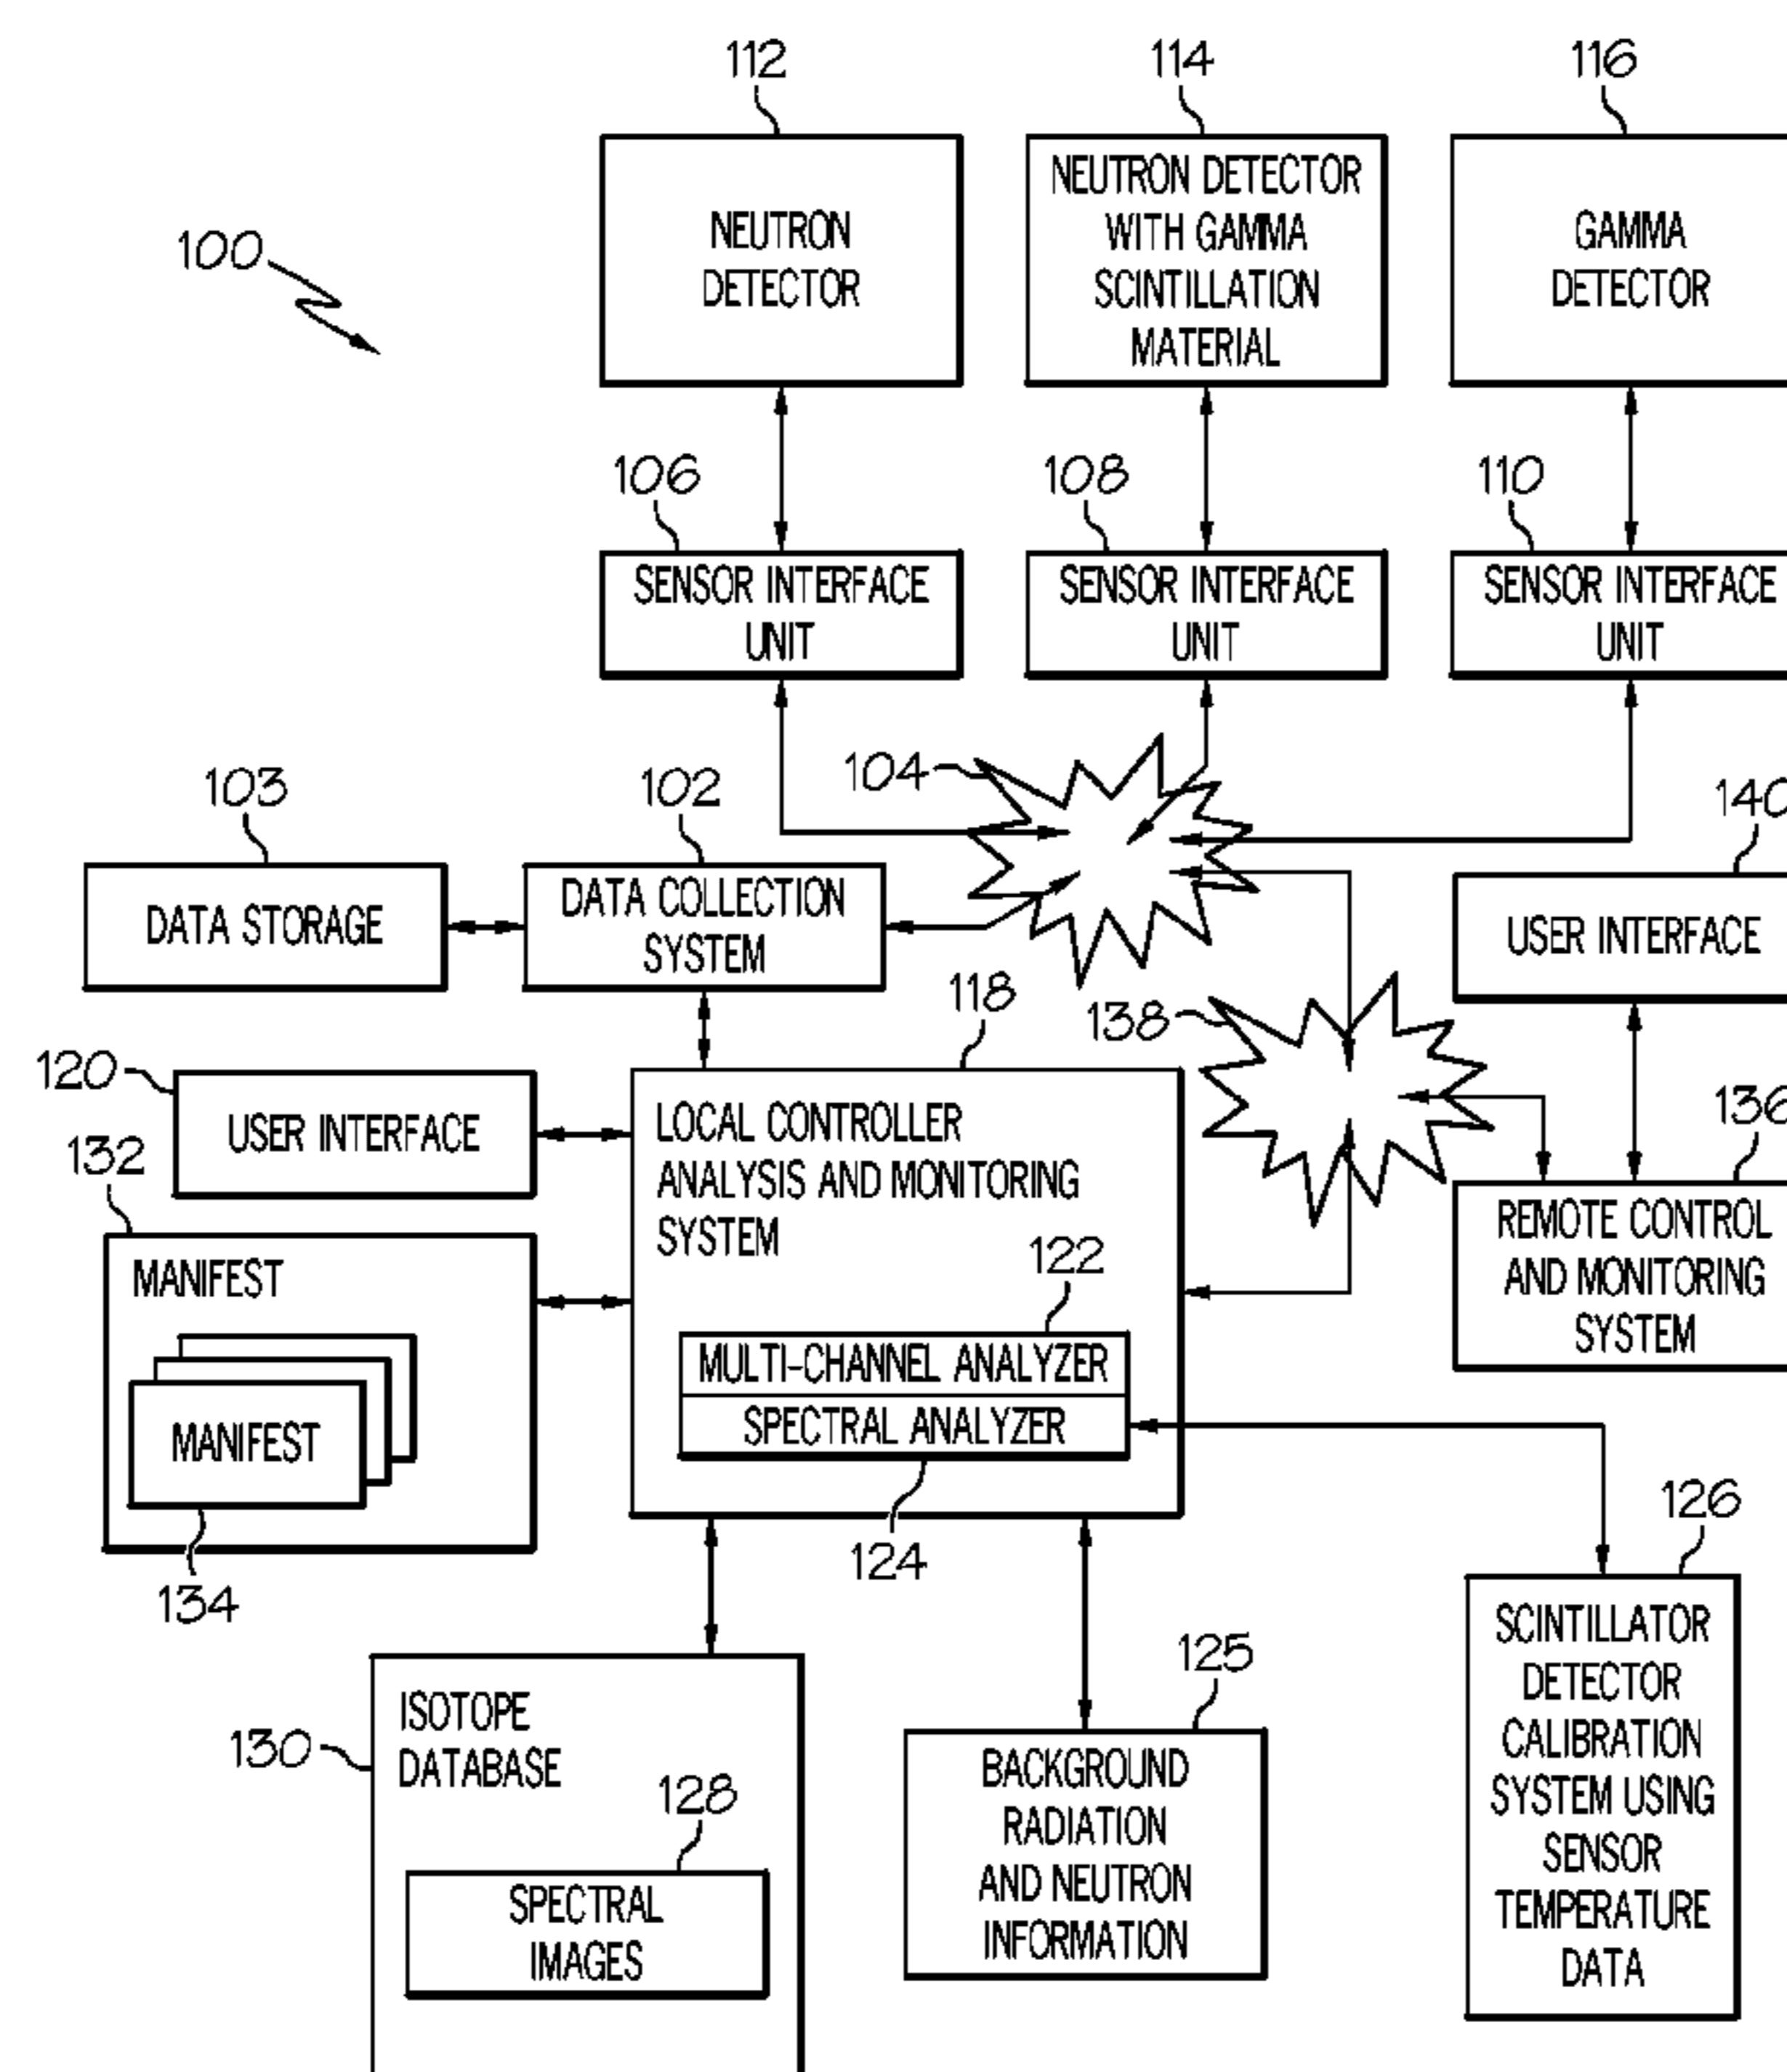 112
114
116
100
NEUTRON
DETECTOR
NEUTRON DETECTOR
WITH GAMMA
SCINTILLATION
MATERIAL
GAMMA
DETECTOR
106
108
110
SENSOR INTERFACE
UNIT
SENSOR INTERFACE
UNIT
SENSOR INTERFACE
UNIT
103
102
104
140
DATA STORAGE
DATA COLLECTION
SYSTEM
USER INTERFACE
118
138
120
USER INTERFACE
136
132
LOCAL CONTROLLER
ANALYSIS AND MONITORING
SYSTEM
REMOTE CONTROL
AND MONITORING
SYSTEM
MANIFEST
122
MULTI-CHANNEL ANALYZER
SPECTRAL ANALYZER
MANIFEST
134
124
126
SCINTILLATOR
DETECTOR
CALIBRATION
SYSTEM USING
SENSOR
TEMPERATURE
DATA
130
ISOTOPE
DATABASE
125
BACKGROUND
RADIATION
AND NEUTRON
INFORMATION
128
SPECTRAL
IMAGES